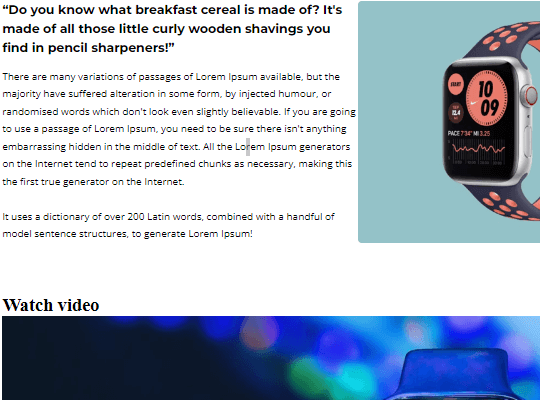 “Do you know what breakfast cereal is made of? It's
made of all those little curly wooden shavings you
find in pencil sharpeners!”
There are many variations of passages of Lorem Ipsum available, but the
majority have suffered alteration in some form, by injected humour, or
randomised words which don't look even slightly believable. If you are going
to use a passage of Lorem Ipsum, you need to be sure there isn't anything
embarrassing hidden in the middle of text. All the Lorem Ipsum generators
on the Internet tend to repeat predefined chunks as necessary, making this
the first true generator on the Internet.
It uses a dictionary of over 200 Latin words, combined with a handful of
model sentence structures, to generate Lorem Ipsum!
START
10
09
PACE 7'34" MI 3.25
Watch video